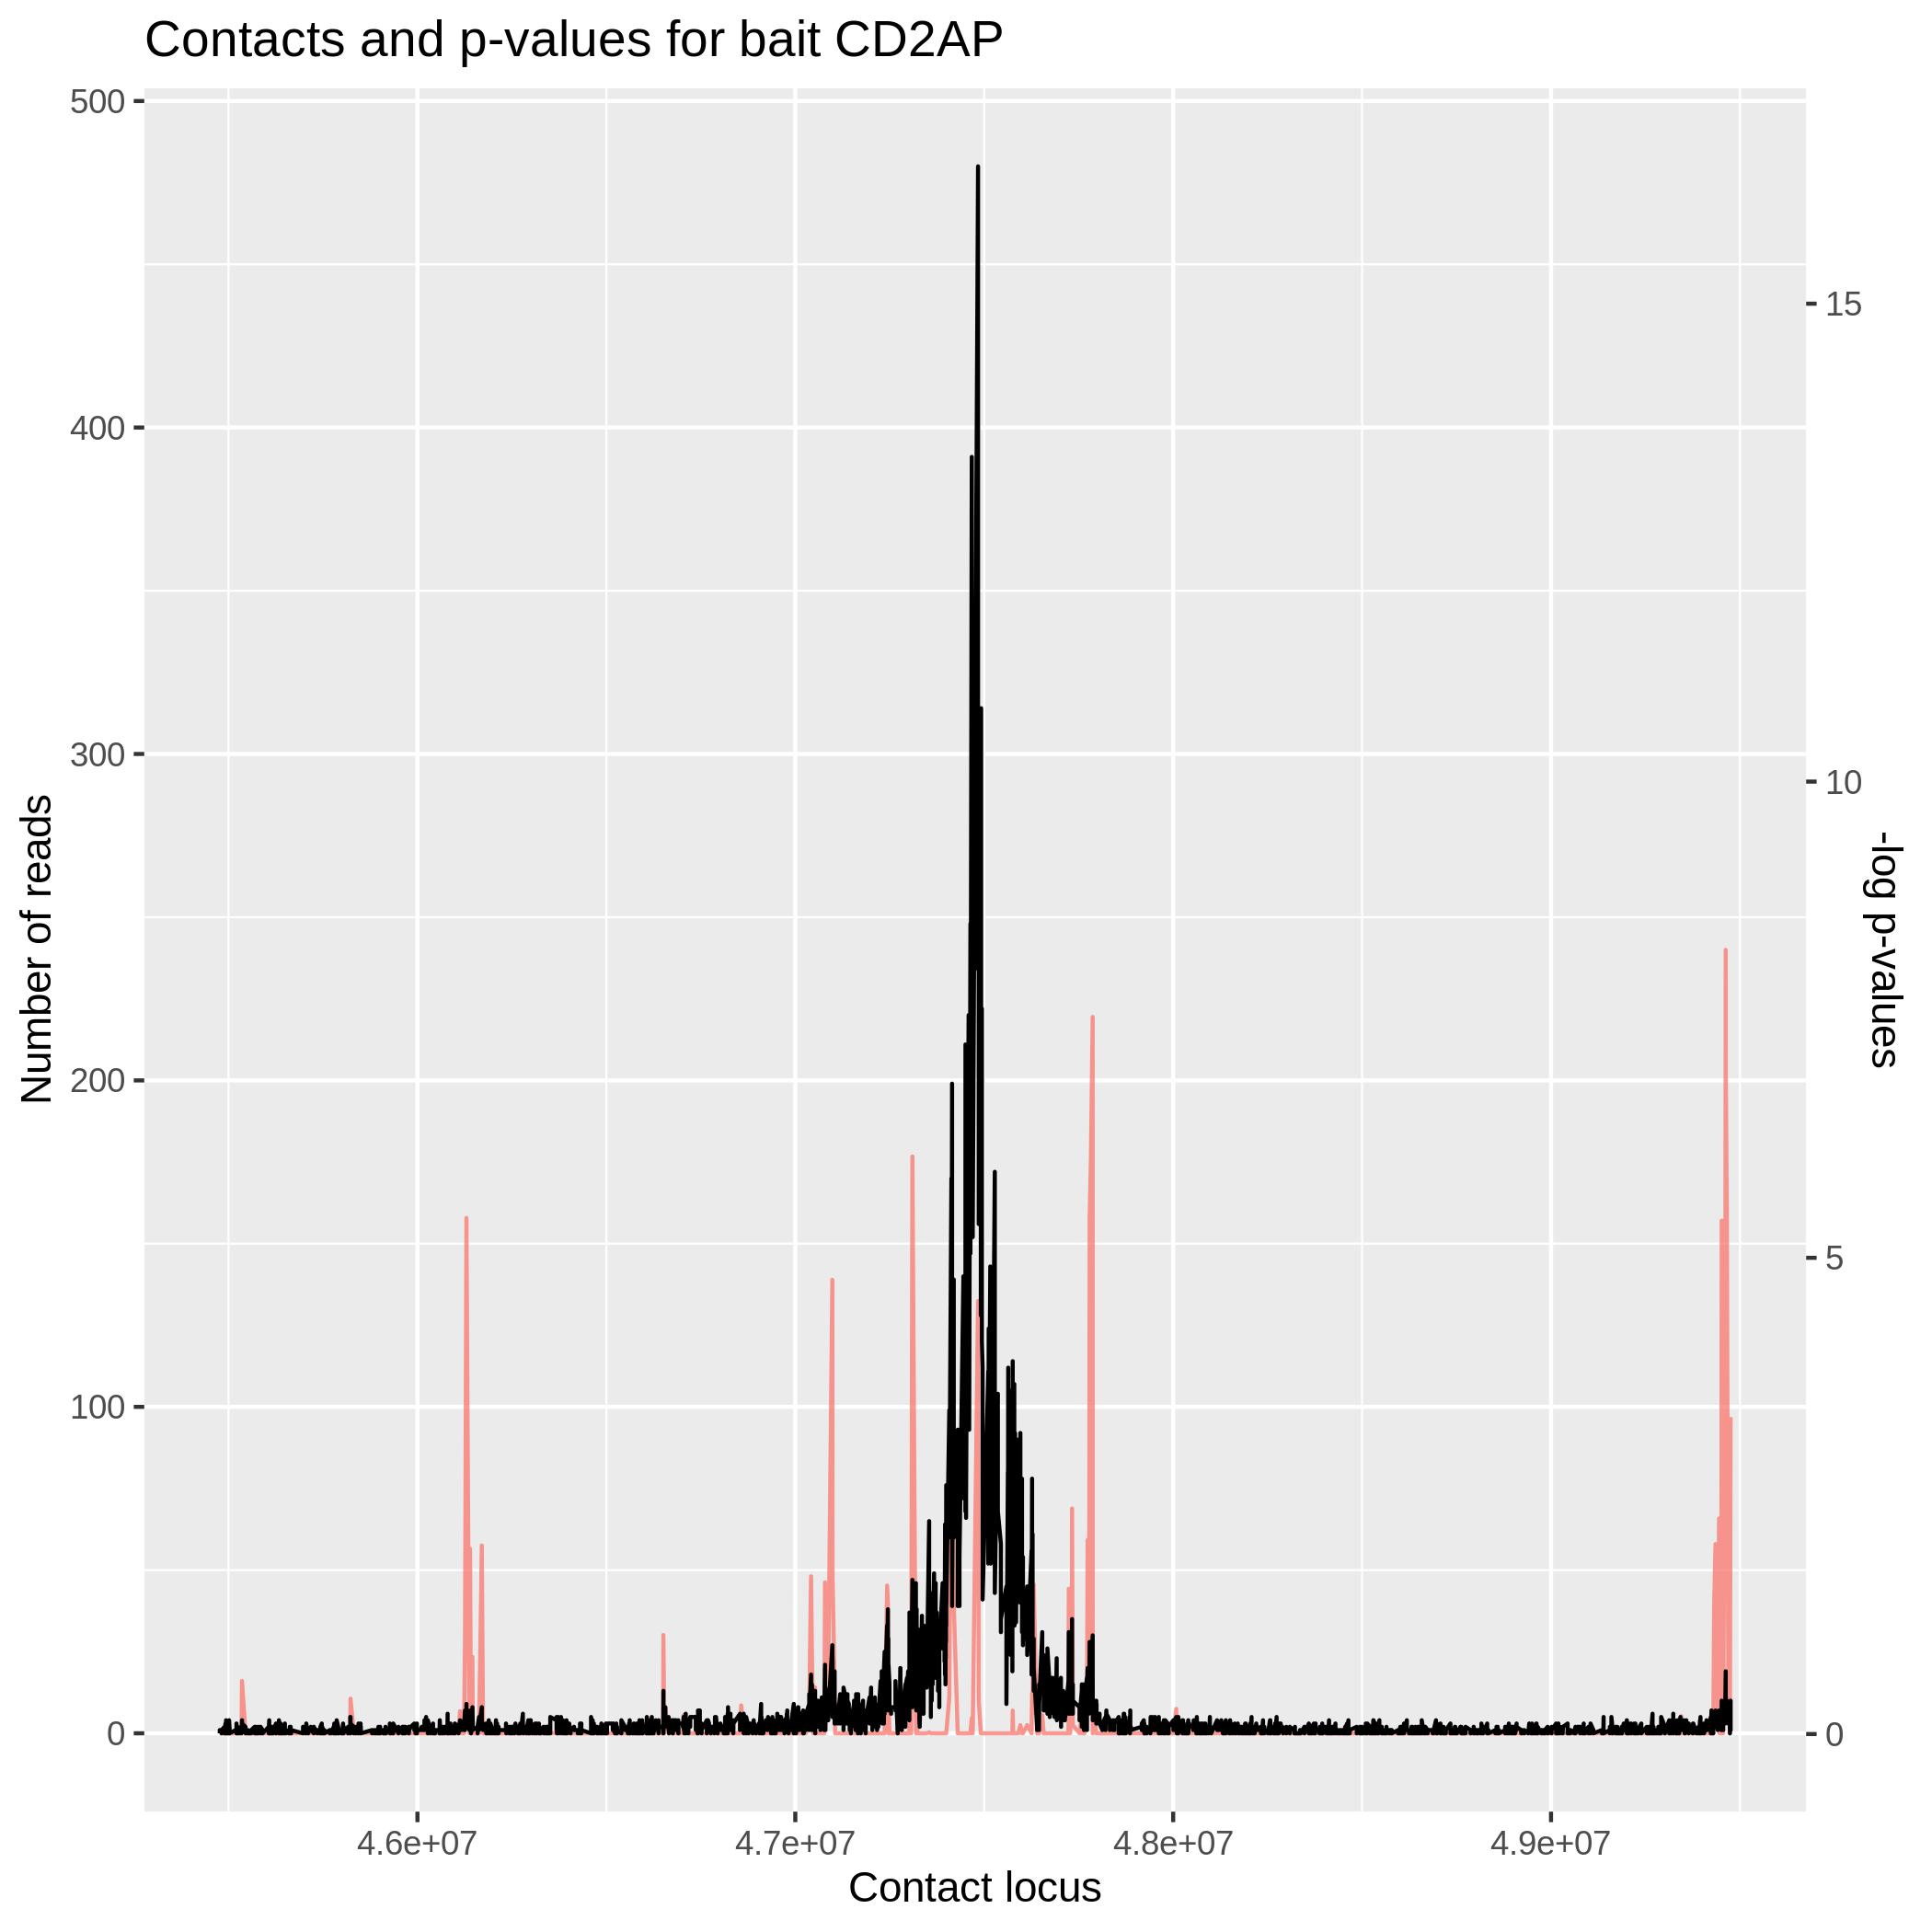 Contacts and p-values for bait CD2AP
500
400
300
200
100
0
Number of reads
15
10
5
0
-log p-values
4.6e+07
4.7e+07
4.8e+07
4.9e+07
Contact locus